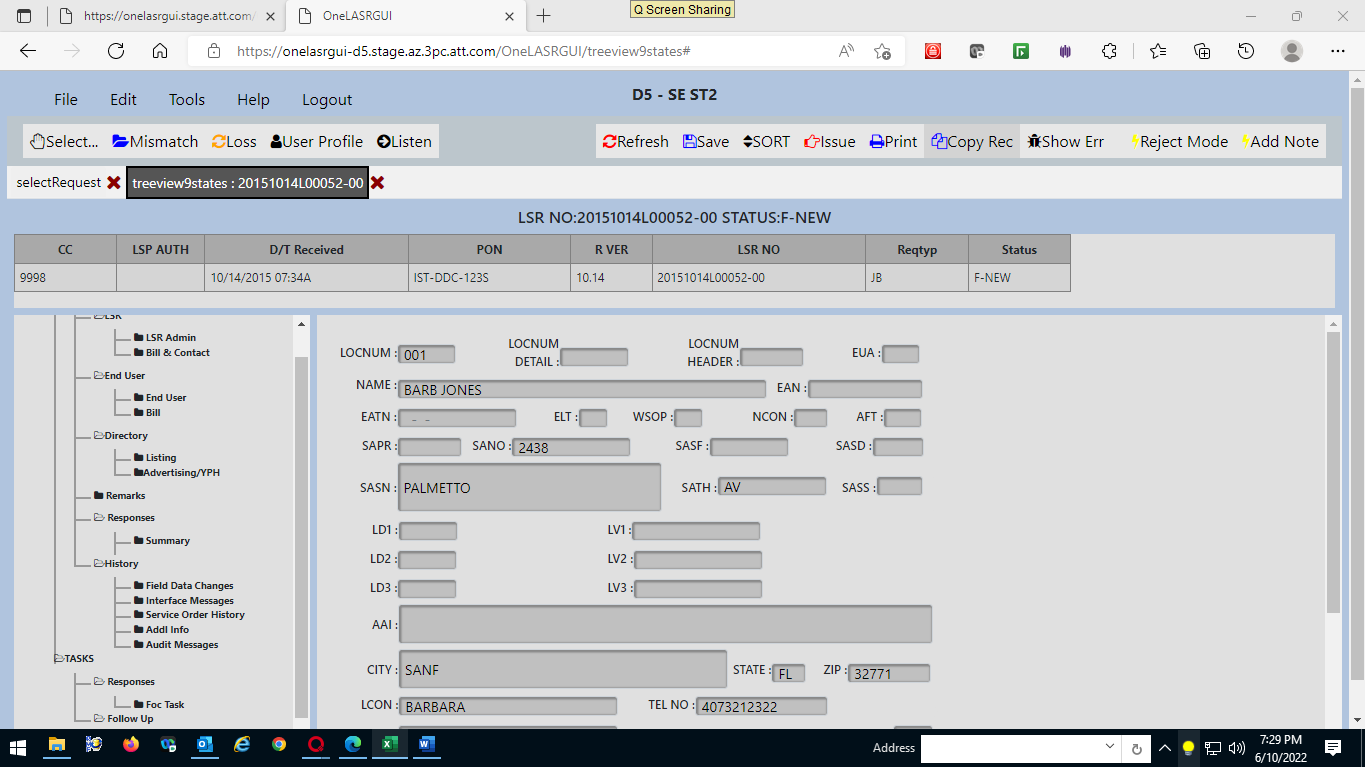 https://onelasrgui.stage.att.com/
OneLASRGUI
Q Screen Sharing
https://onelasrgui-d5.stage.az.3pc.att.com/OneLASRGUI/treeview9states#
File Edit Tools Help Logout
D5 - SE ST2
Select... Mismatch Loss User Profile Listen Refresh Save SORT Issue Print Copy Rec Show Err Reject Mode Add Note
selectRequest treeview9states : 20151014L00052-00
LSR NO:20151014L00052-00 STATUS:F-NEW
CC LSP AUTH D/T Received PON R VER LSR NO Reqtyp Status
9998 10/14/2015 07:34A IST-DDC-123S 10.14 20151014L00052-00 JB F-NEW
LSR
LSR Admin
Bill & Contact
End User
End User
Bill
Directory
Listing
Advertising/YPH
Remarks
Responses
Summary
History
Field Data Changes
Interface Messages
Service Order History
Addl Info
Audit Messages
TASKS
Responses
Foc Task
Follow Up
LOCNUM : 001 LOCNUM DETAIL : LOCNUM HEADER : EUA :
NAME : BARB JONES EAN :
EATN : - - ELT : WSOP : NCON : AFT :
SAPR : SANO : 2438 SASF : SASD :
SASN : PALMETTO SATH : AV SASS :
LD1 : LV1 :
LD2 : LV2 :
LD3 : LV3 :
AAI :
CITY : SANF STATE : FL ZIP : 32771
LCON : BARBARA TEL NO : 4073212322
Address
7:29 PM
6/10/2022